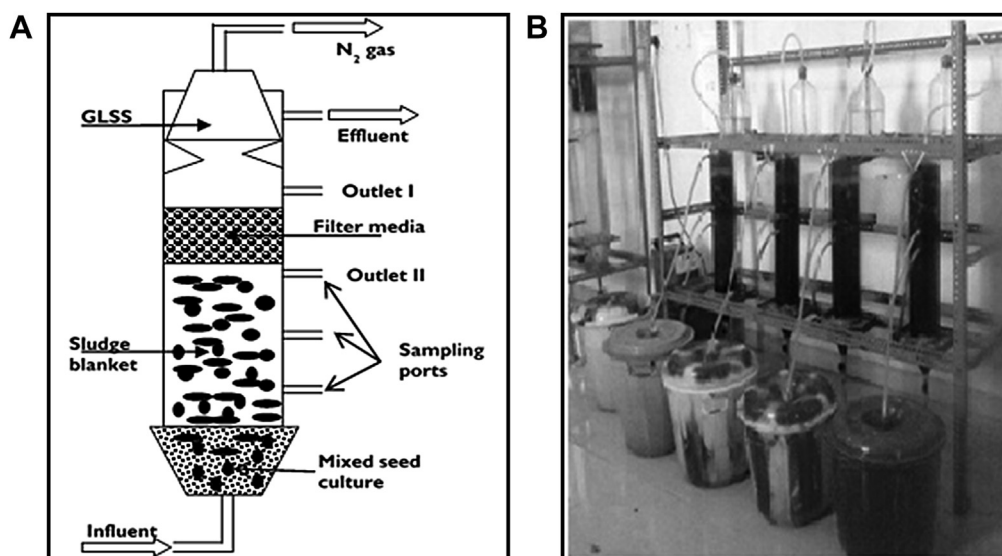 A
N₂ gas
GLSS
Effluent
Outlet I
Filter media
Outlet II
Sludge
blanket
Sampling
ports
Mixed seed
culture
Influent
B